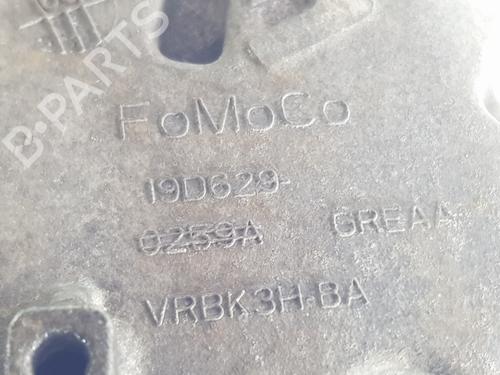 B-PARTS
FoMoCo
19D629-
0259A GREAA
VRBK3H-BA